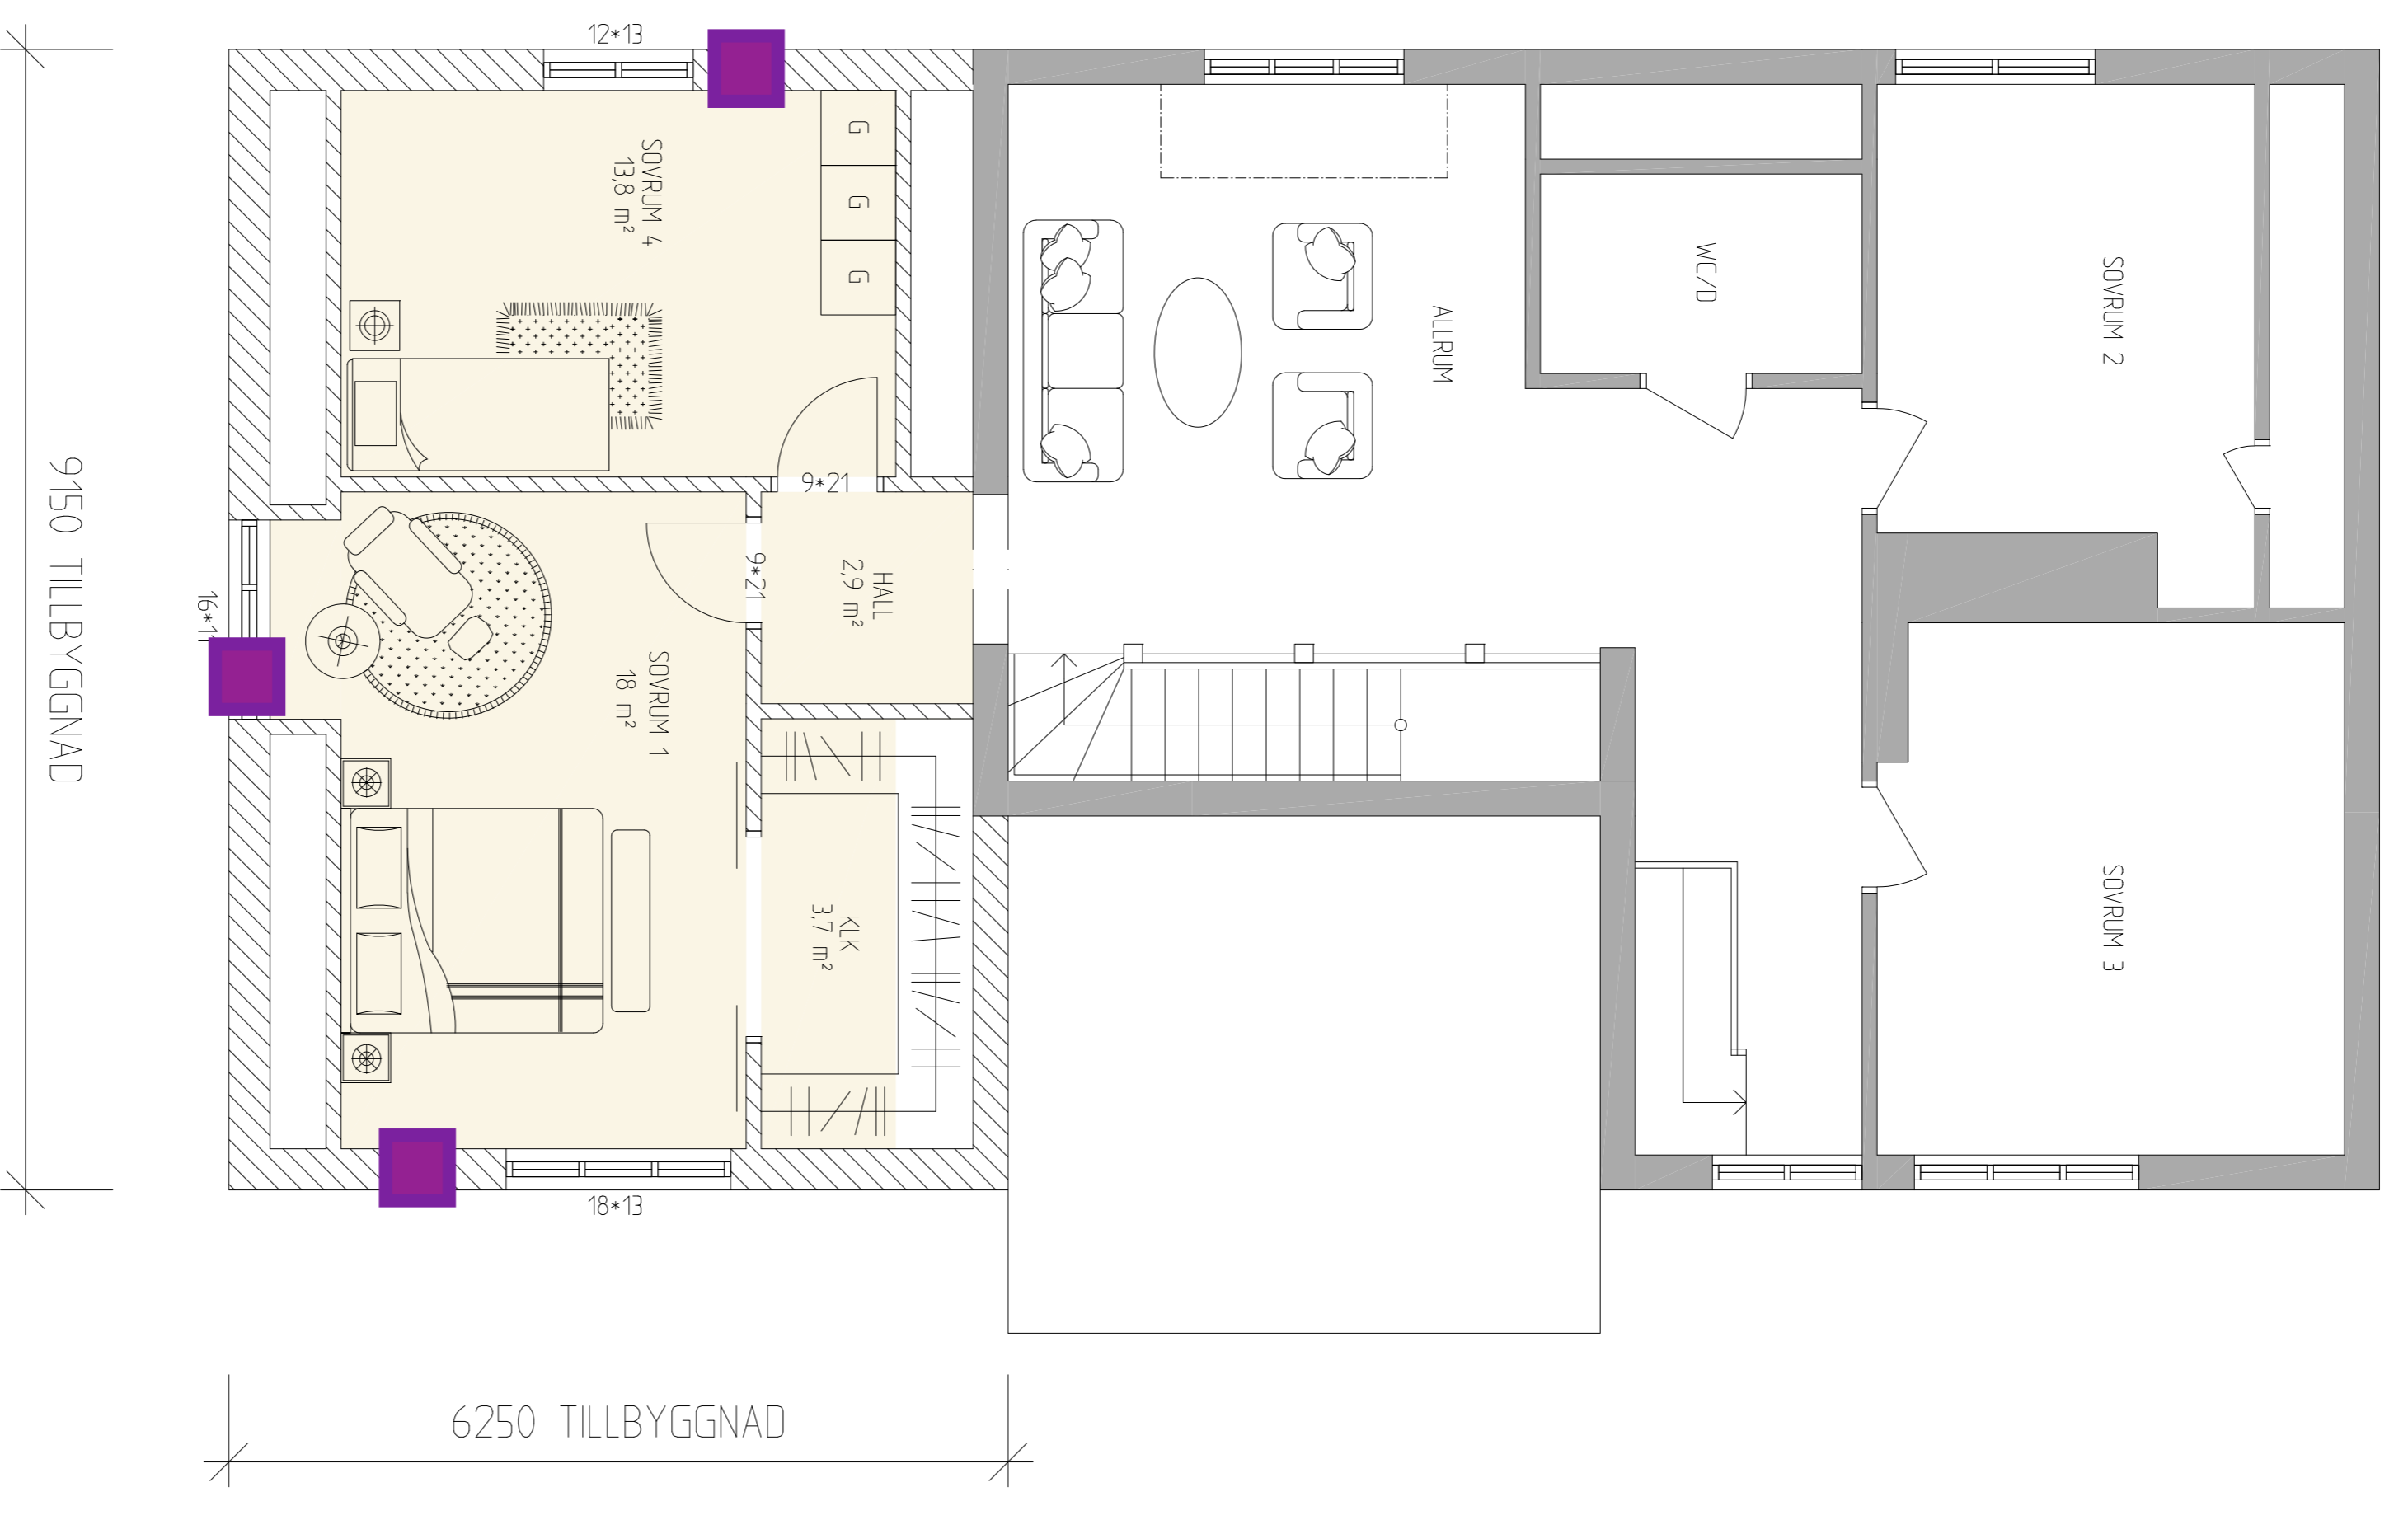 12*13
SOVRUM 4
13,8 m²
G
G
G
WC/D
SOVRUM 2
ALLRUM
9*21
9150 TILLBYGGNAD
9*21
HALL
2,9 m²
SOVRUM 1
18 m²
KLK
3,7 m²
SOVRUM 3
18*13
6250 TILLBYGGNAD